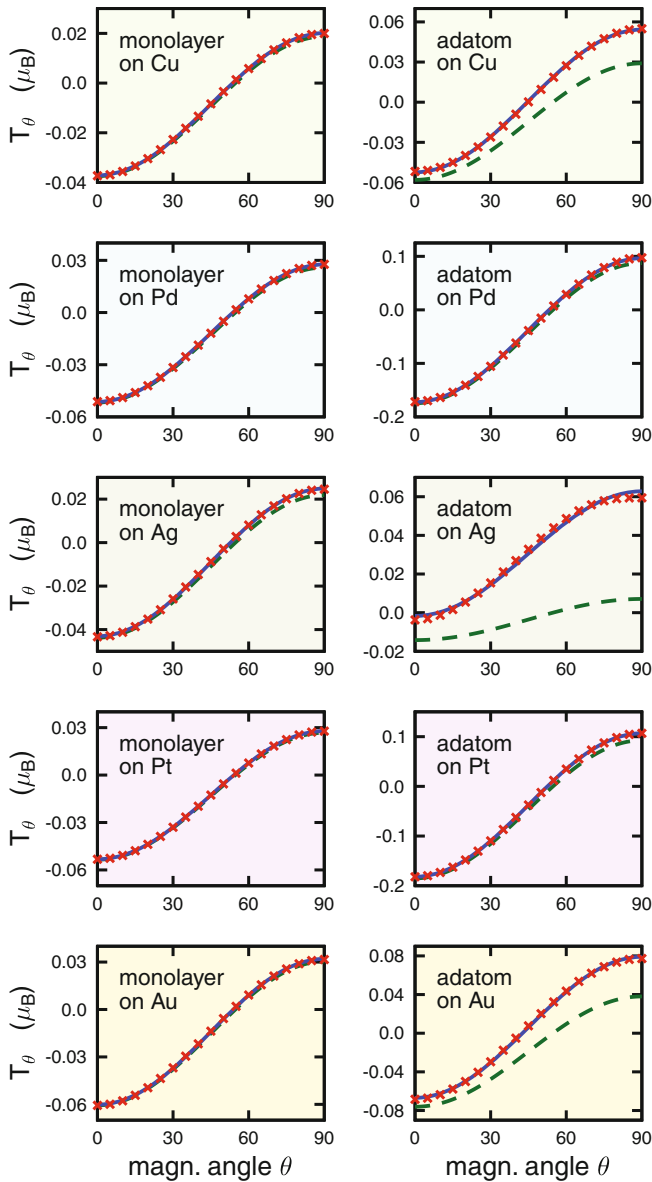 T_θ (μ_B)
0.02
0.0
-0.02
-0.04
monolayer
on Cu
0 30 60 90
0.06
0.03
0.0
-0.03
-0.06
adatom
on Cu
0 30 60 90
T_θ (μ_B)
0.03
0.0
-0.03
-0.06
monolayer
on Pd
0 30 60 90
0.1
0.0
-0.1
-0.2
adatom
on Pd
0 30 60 90
T_θ (μ_B)
0.02
0.0
-0.02
-0.04
monolayer
on Ag
0 30 60 90
0.06
0.04
0.02
0.0
-0.02
adatom
on Ag
0 30 60 90
T_θ (μ_B)
0.03
0.0
-0.03
-0.06
monolayer
on Pt
0 30 60 90
0.1
0.0
-0.1
-0.2
adatom
on Pt
0 30 60 90
T_θ (μ_B)
0.03
0.0
-0.03
-0.06
monolayer
on Au
0 30 60 90
magn. angle θ
0.08
0.04
0.0
-0.04
-0.08
adatom
on Au
0 30 60 90
magn. angle θ